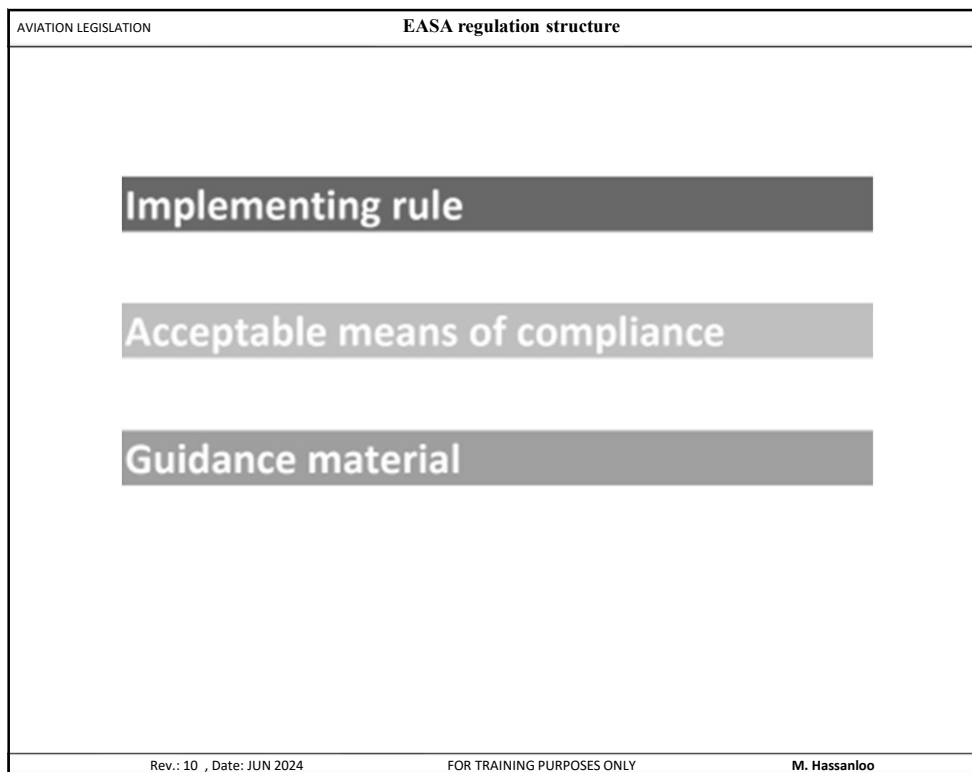 AVIATION LEGISLATION EASA regulation structure
Implementing rule
Acceptable means of compliance
Guidance material
Rev.: 10 , Date: JUN 2024 FOR TRAINING PURPOSES ONLY M. Hassanloo